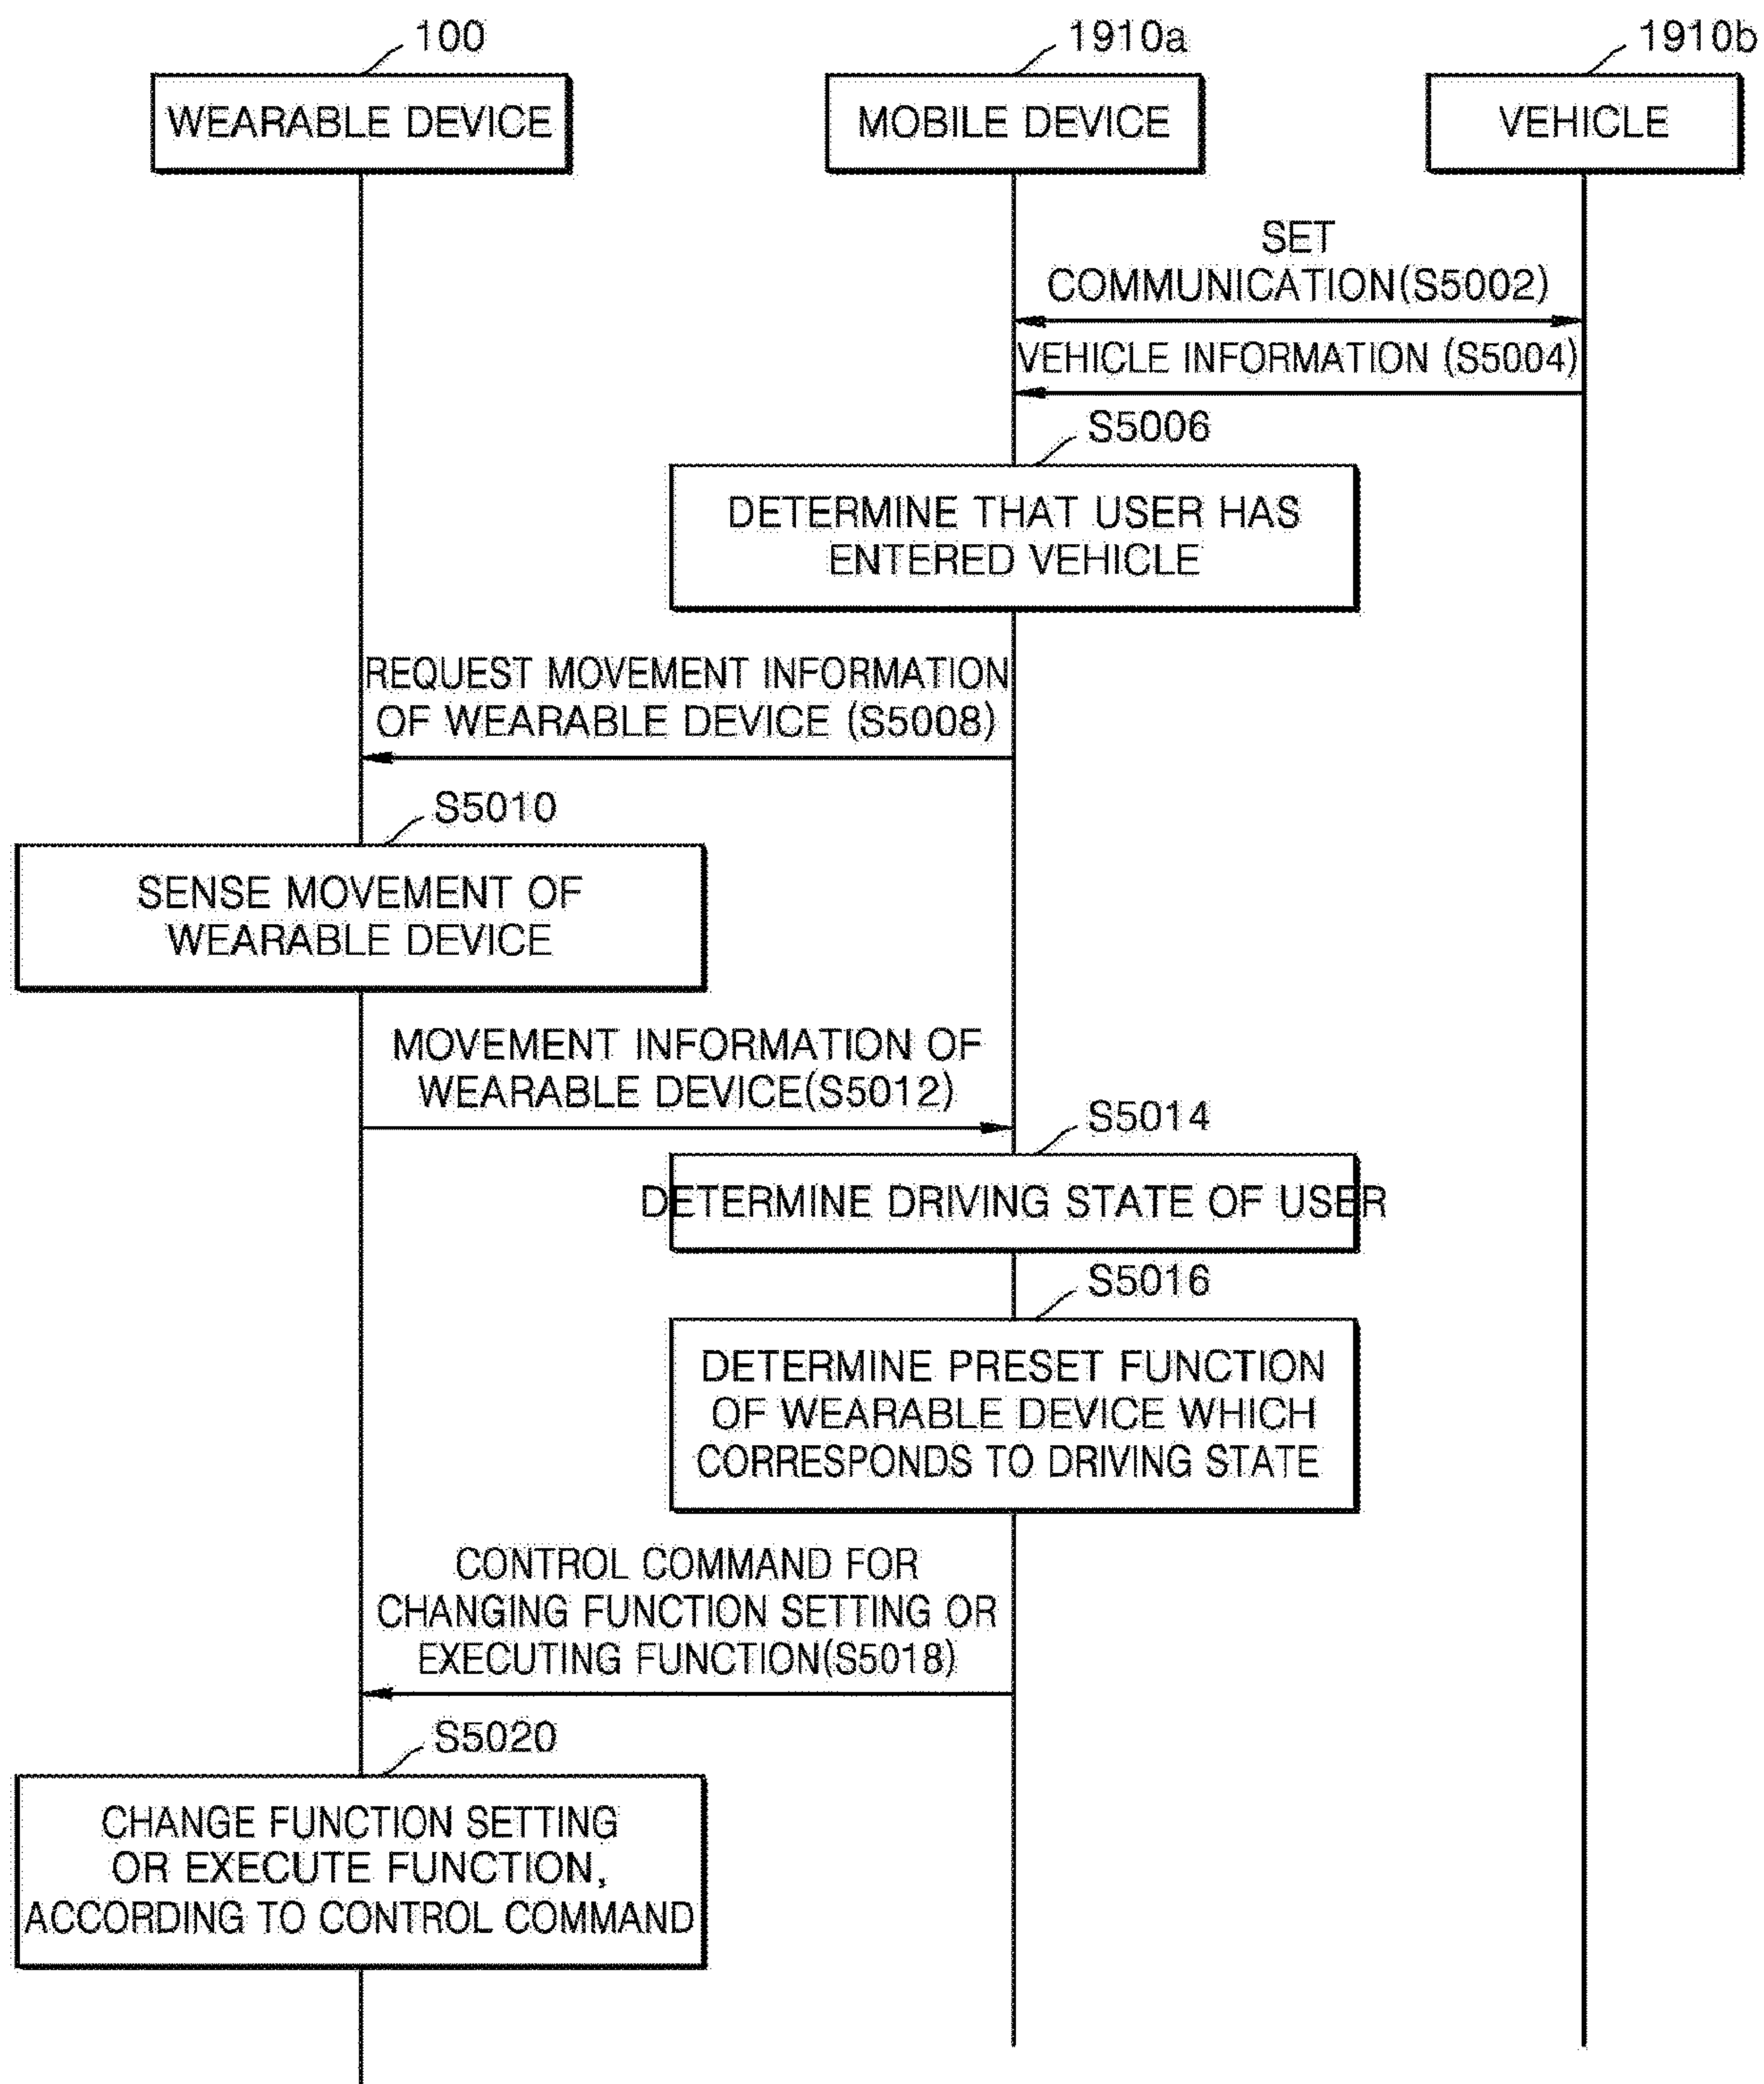 100
1910a
1910b
WEARABLE DEVICE
MOBILE DEVICE
VEHICLE
SET
COMMUNICATION(S5002)
VEHICLE INFORMATION (S5004)
S5006
DETERMINE THAT USER HAS
ENTERED VEHICLE
REQUEST MOVEMENT INFORMATION
OF WEARABLE DEVICE (S5008)
S5010
SENSE MOVEMENT OF
WEARABLE DEVICE
MOVEMENT INFORMATION OF
WEARABLE DEVICE(S5012)
S5014
DETERMINE DRIVING STATE OF USER
S5016
DETERMINE PRESET FUNCTION
OF WEARABLE DEVICE WHICH
CORRESPONDS TO DRIVING STATE
CONTROL COMMAND FOR
CHANGING FUNCTION SETTING OR
EXECUTING FUNCTION(S5018)
S5020
CHANGE FUNCTION SETTING
OR EXECUTE FUNCTION,
ACCORDING TO CONTROL COMMAND